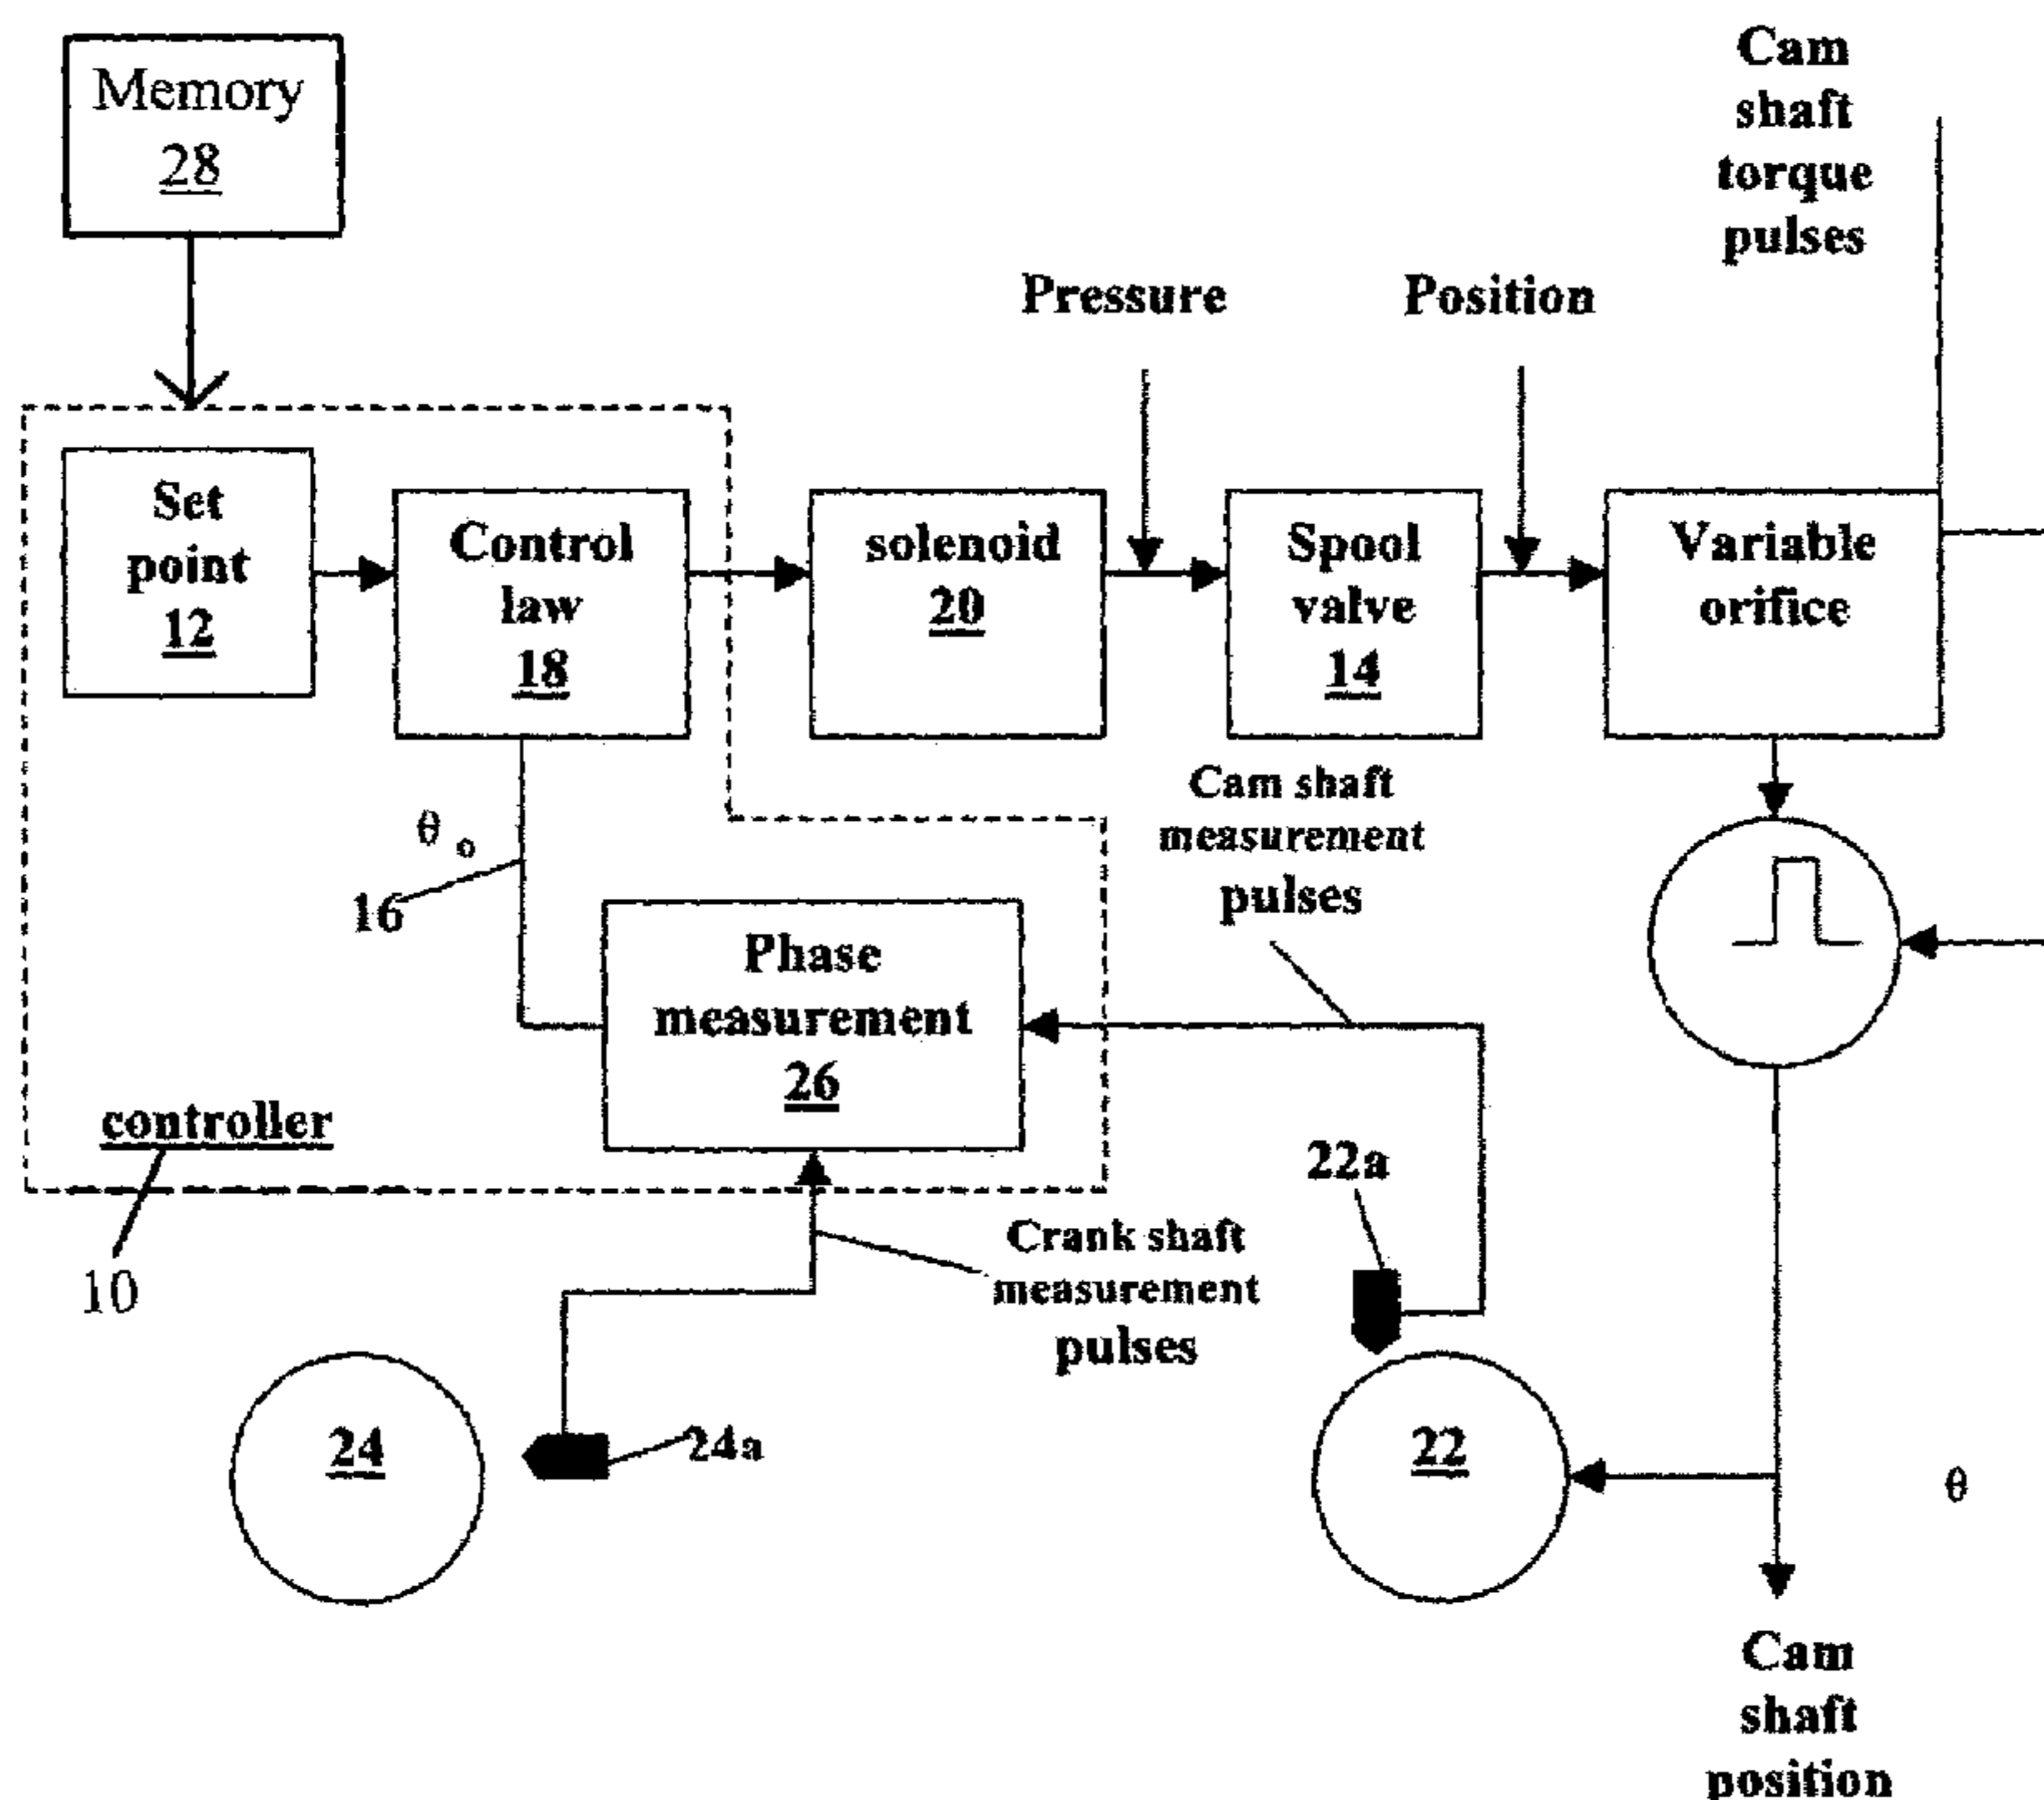 Memory
28
Cam
shaft
torque
pulses
Pressure
Position
Set
point
12
Control
law
18
solenoid
20
Spool
valve
14
Variable
orifice
θ o
16
Cam shaft
measurement
pulses
Phase
measurement
26
controller
10
22a
Crank shaft
measurement
pulses
24
24a
22
θ
Cam
shaft
position